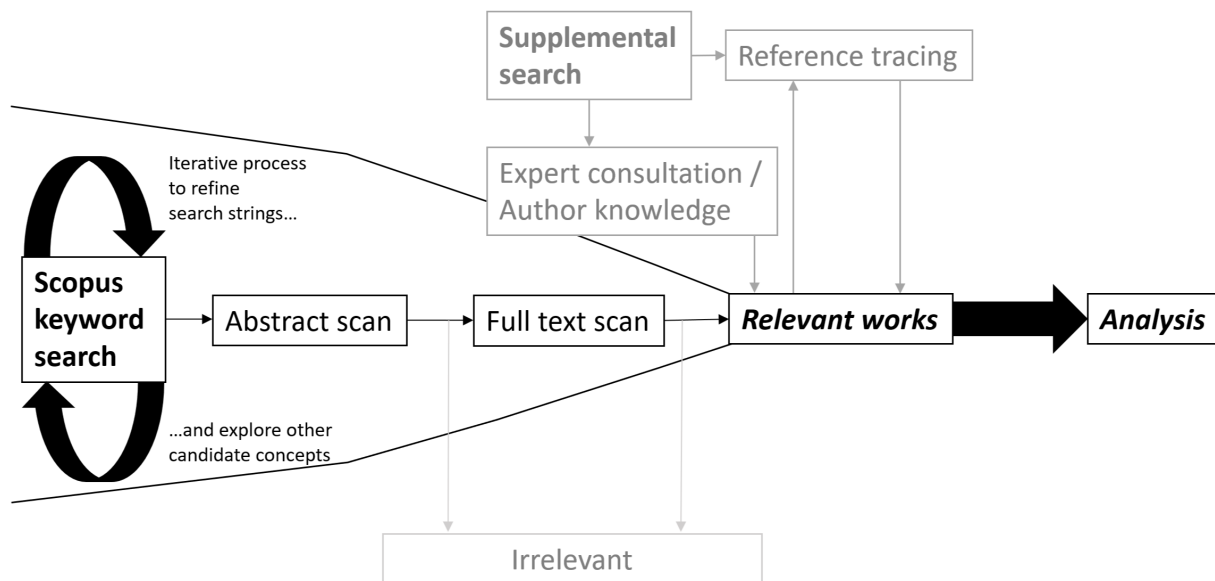 Supplemental
search
Reference tracing
Iterative process
to refine
search strings...
Expert consultation /
Author knowledge
Scopus
keyword
search
Abstract scan
Full text scan
Relevant works
Analysis
...and explore other
candidate concepts
Irrelevant